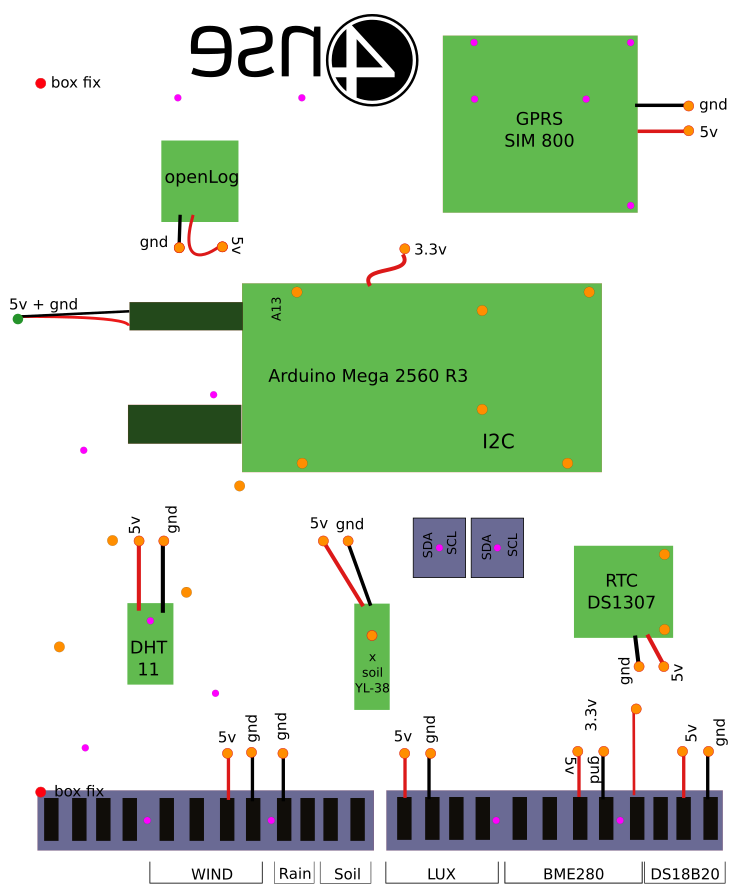 4nse
box fix
GPRS
SIM 800
gnd
5v
openLog
gnd
5v
3.3v
5v + gnd
A13
Arduino Mega 2560 R3
I2C
5v
gnd
5v
gnd
SDA
SCL
SDA
SCL
RTC
DS1307
DHT
11
x
soil
YL-38
gnd
5v
3.3v
5v
gnd
gnd
5v
gnd
5v
gnd
5v
gnd
box fix
WIND
Rain
Soil
LUX
BME280
DS18B20